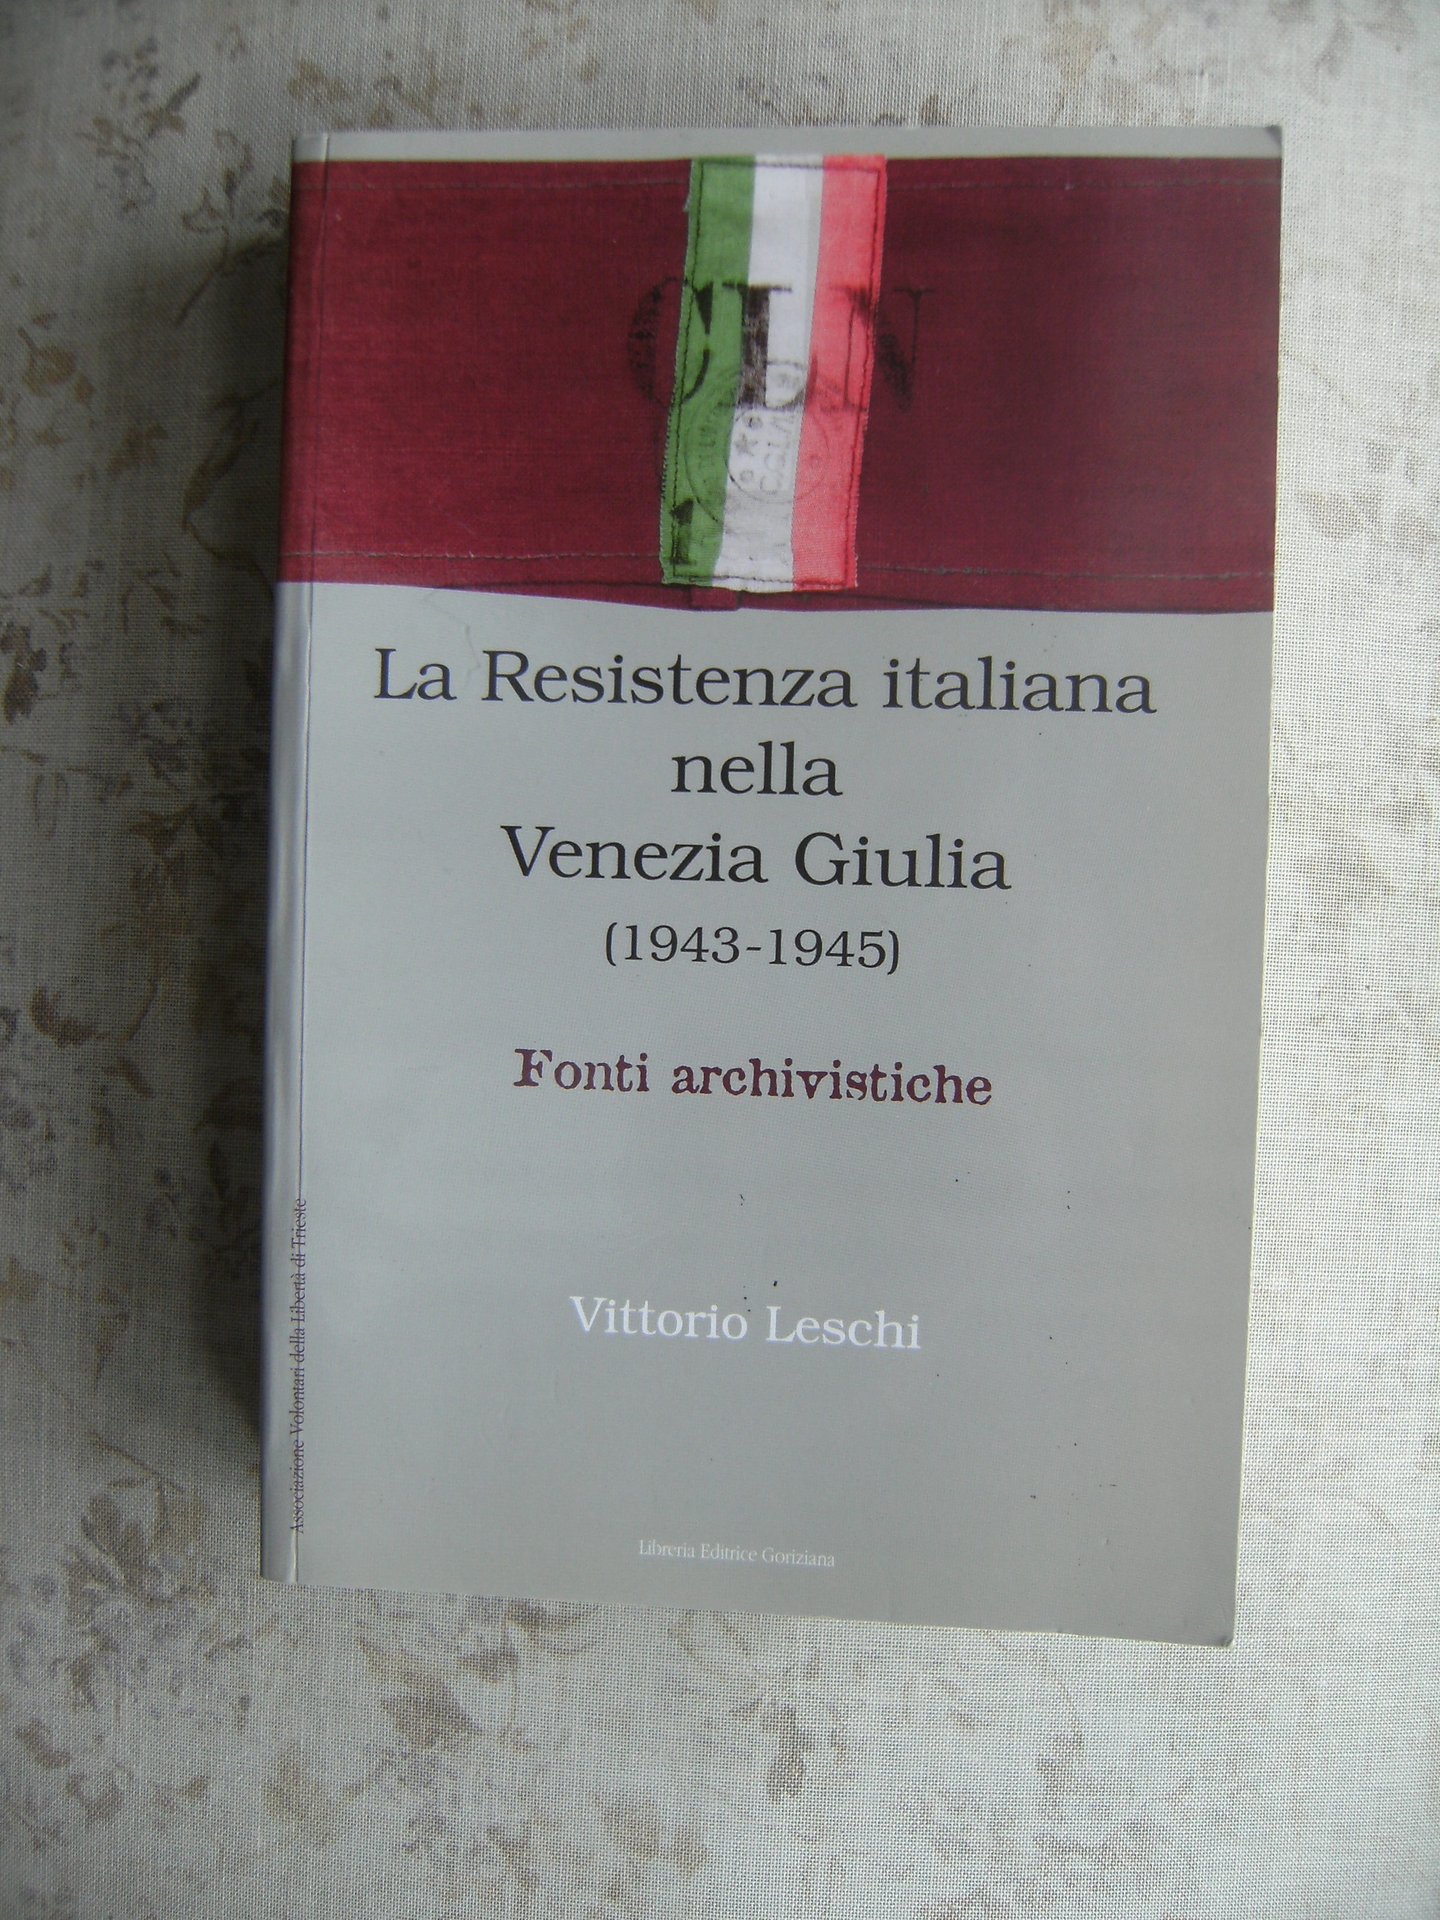 CLN
La Resistenza italiana
nella
Venezia Giulia
(1943-1945)
Fonti archivistiche
Vittorio Leschi
Libreria Editrice Goriziana
Associazione Volontari della Libertà di Trieste